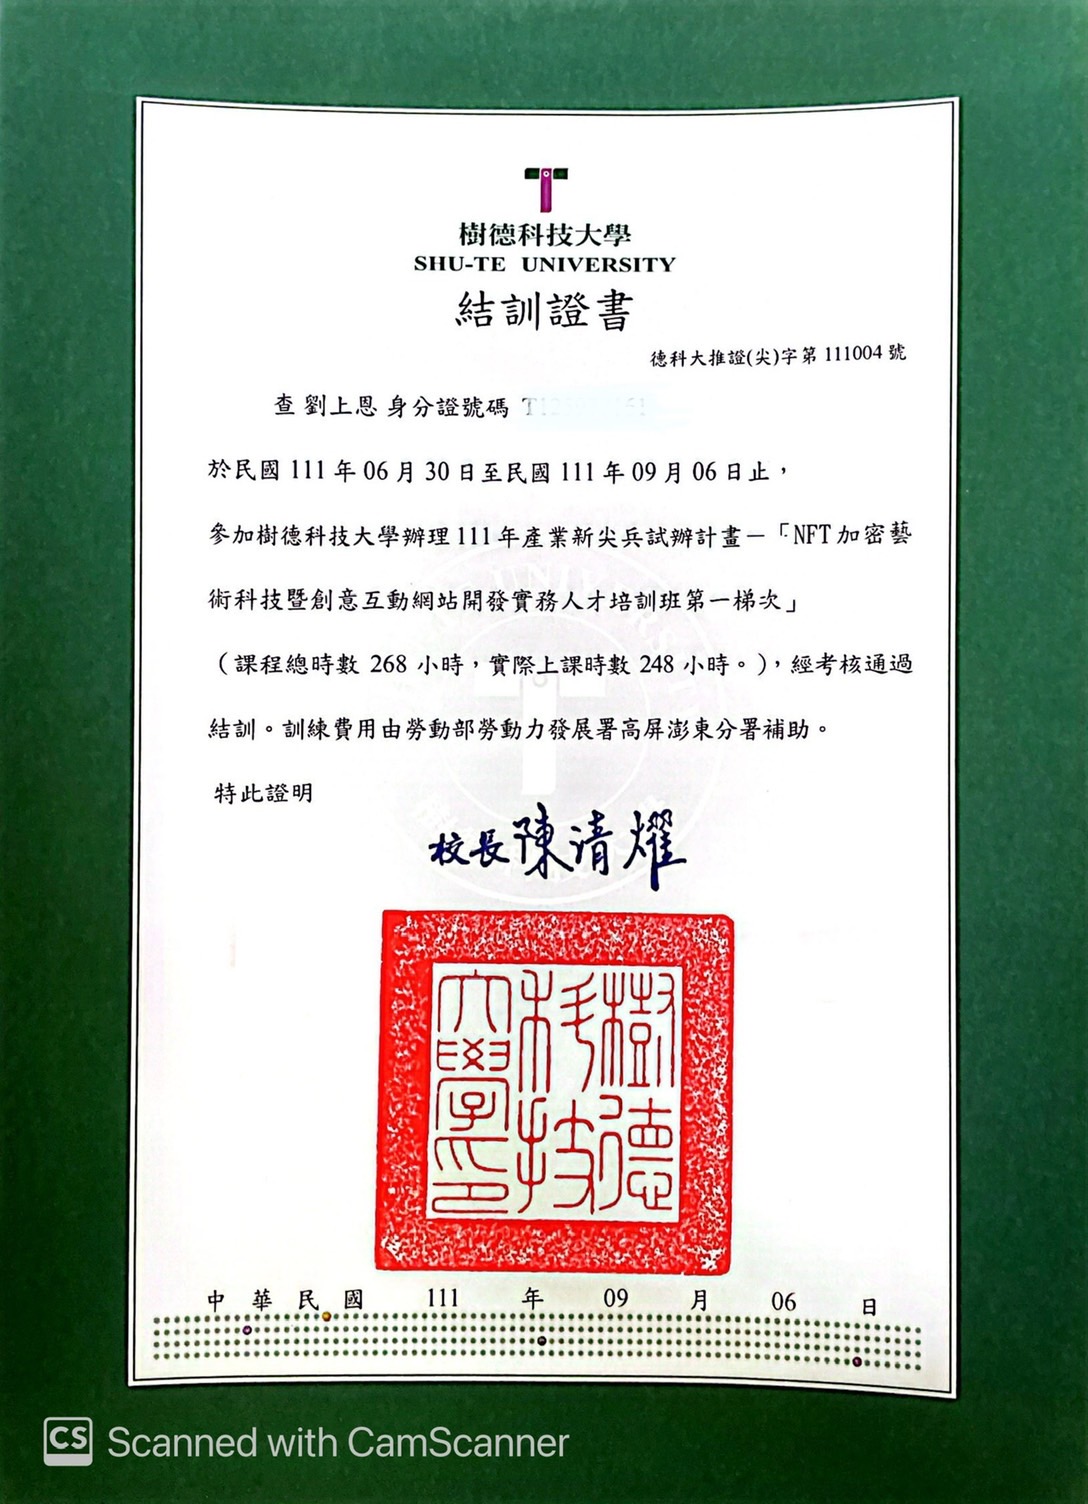 樹德科技大學
SHU-TE UNIVERSITY
結訓證書
德科大推證(尖)字第 111004 號
查 劉上恩 身分證號碼
於民國 111 年 06 月 30 日至民國 111 年 09 月 06 日止，
參加樹德科技大學辦理 111 年產業新尖兵試辦計畫－「NFT 加密藝
術科技暨創意互動網站開發實務人才培訓班第一梯次」
（課程總時數 268 小時，實際上課時數 248 小時。），經考核通過
結訓。訓練費用由勞動部勞動力發展署高屏澎東分署補助。
特此證明
校長 陳清燿
樹德科技大學印
中華民國 111 年 09 月 06 日
CS Scanned with CamScanner